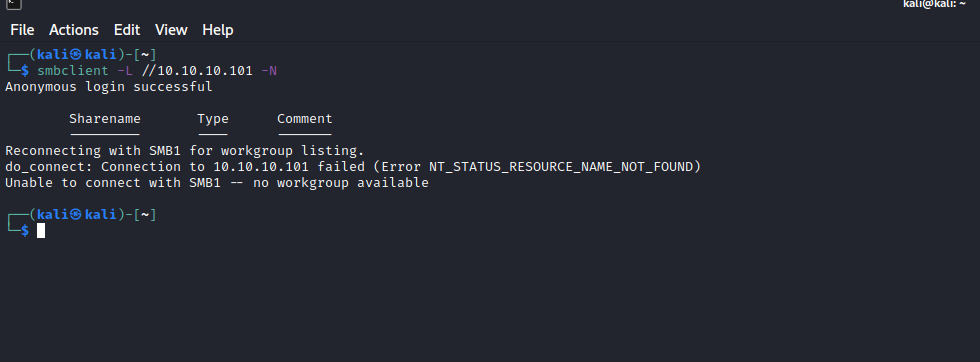 kali@kali: ~
File Actions Edit View Help
┌──(kali㉿kali)-[~]
└─$ smbclient -L //10.10.10.101 -N
Anonymous login successful
Sharename Type Comment
--------- ---- -------
Reconnecting with SMB1 for workgroup listing.
do_connect: Connection to 10.10.10.101 failed (Error NT_STATUS_RESOURCE_NAME_NOT_FOUND)
Unable to connect with SMB1 -- no workgroup available
┌──(kali㉿kali)-[~]
└─$